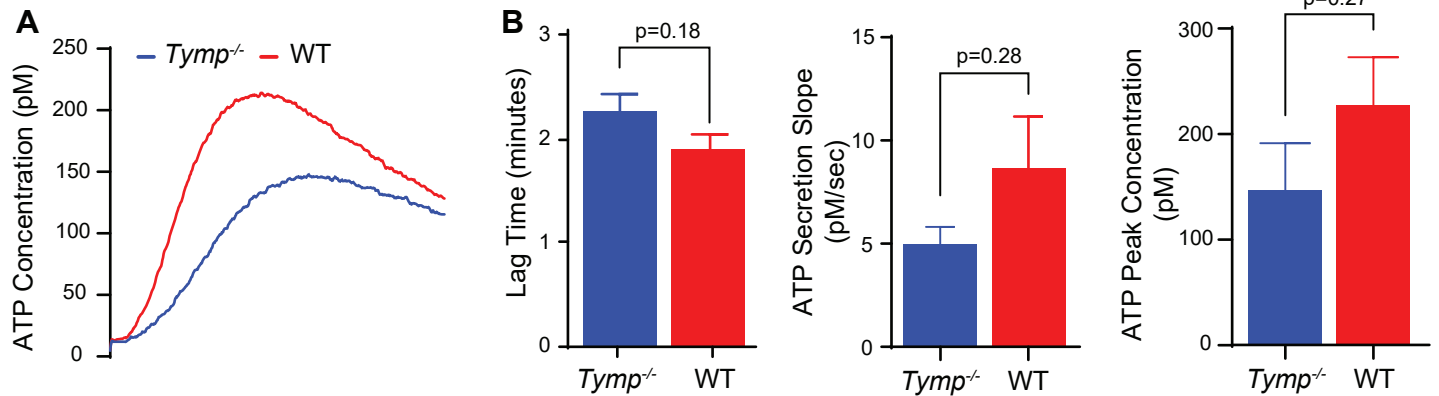 A
ATP Concentration (pM)
250
200
150
100
50
0
Tymp-/-
WT
B
Lag Time (minutes)
3
2
1
0
p=0.18
Tymp-/-
WT
ATP Secretion Slope
(pM/sec)
15
10
5
0
p=0.28
Tymp-/-
WT
ATP Peak Concentration
(pM)
300
200
100
0
p=0.27
Tymp-/-
WT